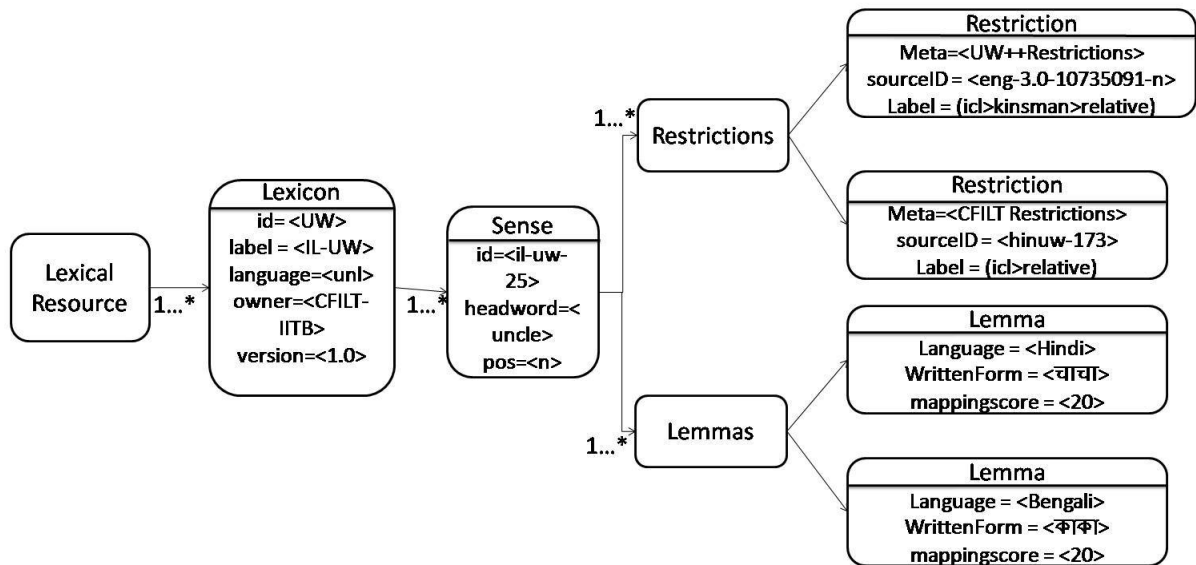 Lexical
Resource
1...*
Lexicon
id= <UW>
label = <IL-UW>
language=<unl>
owner=<CFILT-
IITB>
version=<1.0>
1...*
Sense
id=<il-uw-
25>
headword=<
uncle>
pos=<n>
1...*
Restrictions
1...*
Lemmas
Restriction
Meta=<UW++Restrictions>
sourceID = <eng-3.0-10735091-n>
Label = (icl>kinsman>relative)
Restriction
Meta=<CFILT Restrictions>
sourceID = <hinuw-173>
Label = (icl>relative)
Lemma
Language = <Hindi>
WrittenForm = <चाचा>
mappingscore = <20>
Lemma
Language = <Bengali>
WrittenForm = <কাকা>
mappingscore = <20>